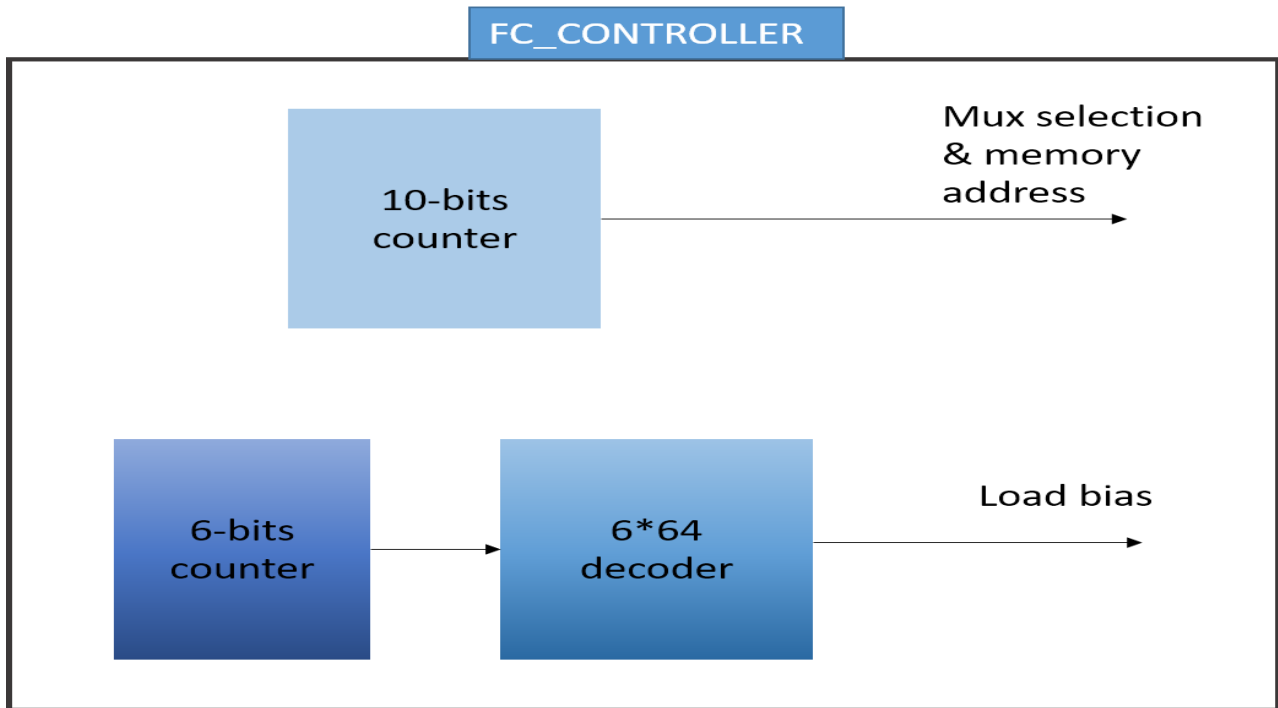 FC_CONTROLLER
Mux selection
& memory
address
10-bits
counter
6-bits
counter
6*64
decoder
Load bias